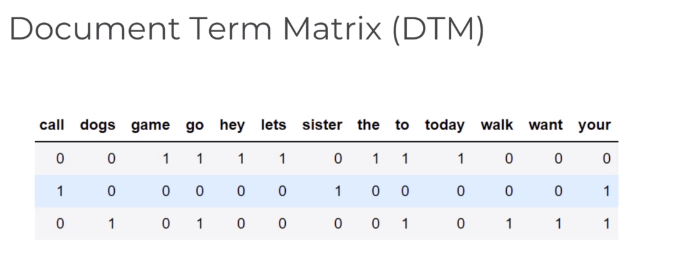 Document Term Matrix (DTM)
call dogs game go hey lets sister the to today walk want your
0 0 1 1 1 1 0 1 1 1 0 0 0
1 0 0 0 0 0 1 0 0 0 0 0 1
0 1 0 1 0 0 0 0 1 0 1 1 1